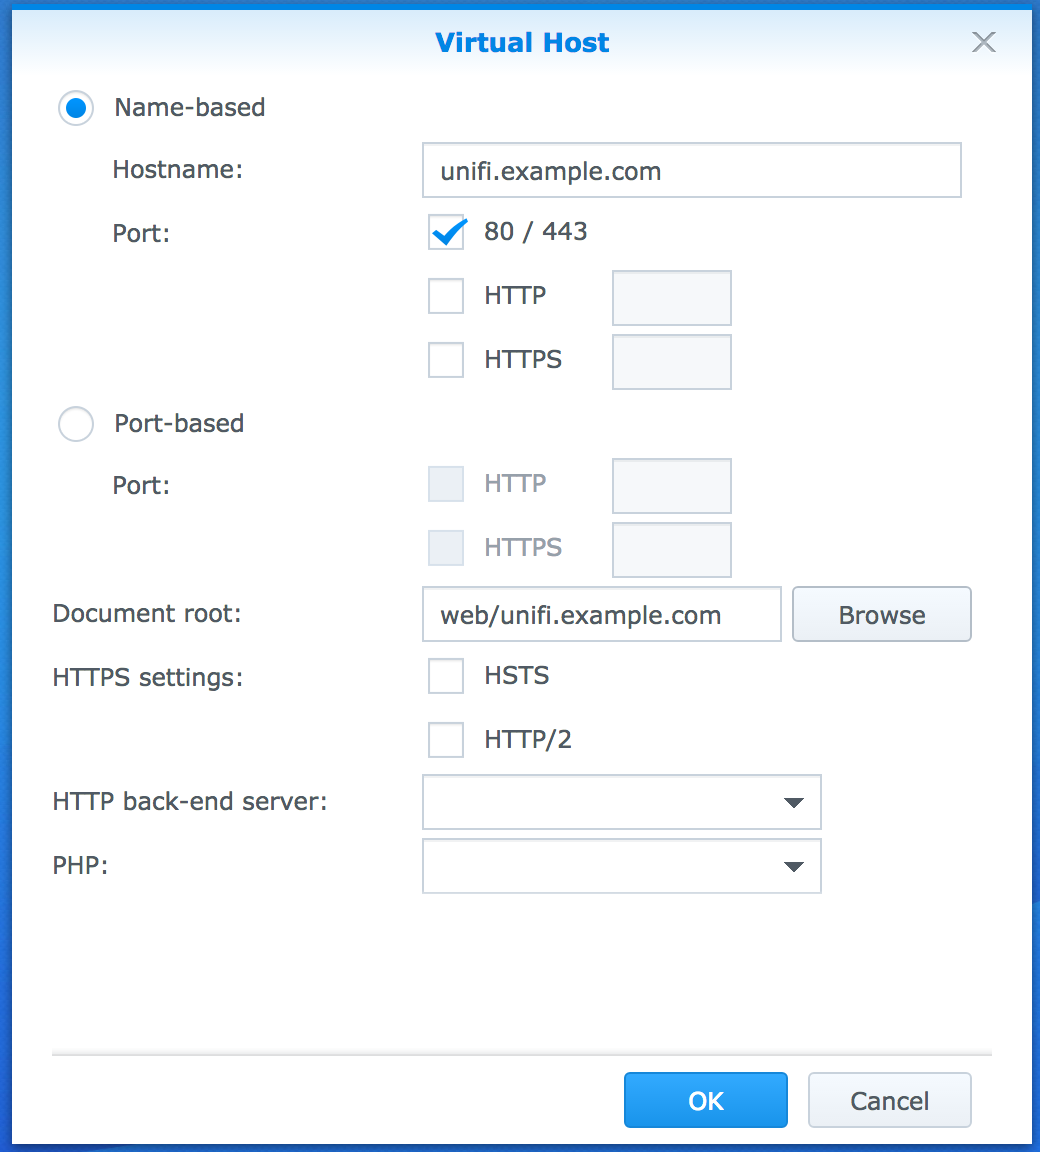 Virtual Host
Name-based
Hostname: unifi.example.com
Port: 80 / 443
HTTP
HTTPS
Port-based
Port: HTTP
HTTPS
Document root: web/unifi.example.com Browse
HTTPS settings: HSTS
HTTP/2
HTTP back-end server:
PHP:
OK Cancel